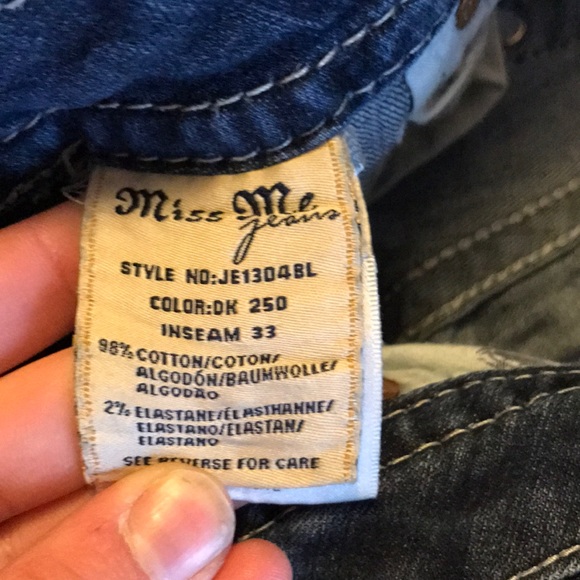 Miss Me
jeans
STYLE NO:JE1304BL
COLOR:DK 250
INSEAM 33
98% COTTON/COTON/
ALGODÓN/BAUMWOLLE/
ALGODÃO
2% ELASTANE/ÉLASTHANNE/
ELASTANO/ELASTAN/
ELASTANO
SEE REVERSE FOR CARE